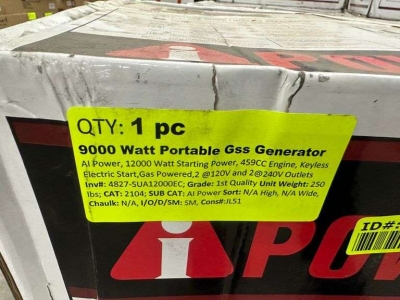 QTY: 1 pc
9000 Watt Portable Gss Generator
AI Power, 12000 Watt Starting Power, 459CC Engine, Keyless
Electric Start,Gas Powered,2 @120V and 2@240V Outlets
Inv#: 4827-SUA12000EC; Grade: 1st Quality Unit Weight: 250
lbs; CAT: 2104; SUB CAT: AI Power Sort: N/A High, N/A Wide,
Chaulk: N/A, I/O/D/SM: SM, Cons#:JL51
ID#:
iPO